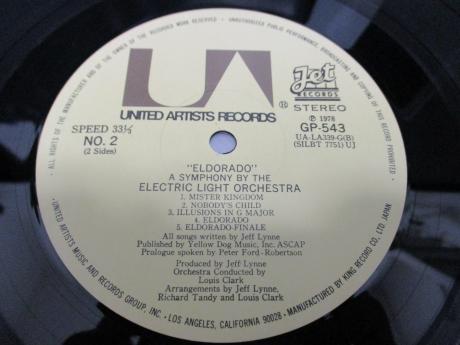 ALL RIGHTS OF THE MANUFACTURER AND OF THE OWNER OF THE RECORDED WORK RESERVED • UNAUTHORIZED PUBLIC PERFORMANCE, BROADCASTING AND COPYING OF THIS RECORD PROHIBITED
UA
UNITED ARTISTS RECORDS ®
Jet
RECORDS
STEREO
℗ 1978
GP-543
UA-LA339-G(B)
(SILBT 7751) UJ
SPEED 33⅓
NO. 2
(2 Sides)
"ELDORADO"
A SYMPHONY BY THE
ELECTRIC LIGHT ORCHESTRA
1. MISTER KINGDOM
2. NOBODY'S CHILD
3. ILLUSIONS IN G MAJOR
4. ELDORADO
5. ELDORADO-FINALE
All songs written by Jeff Lynne
Published by Yellow Dog Music, Inc. ASCAP
Prologue spoken by Peter Ford-Robertson
Produced by Jeff Lynne
Orchestra Conducted by
Louis Clark
Arrangements by Jeff Lynne,
Richard Tandy and Louis Clark
•UNITED ARTISTS MUSIC AND RECORDS GROUP, INC. • LOS ANGELES, CALIFORNIA 90028 • MANUFACTURED BY KING RECORD CO. LTD, JAPAN